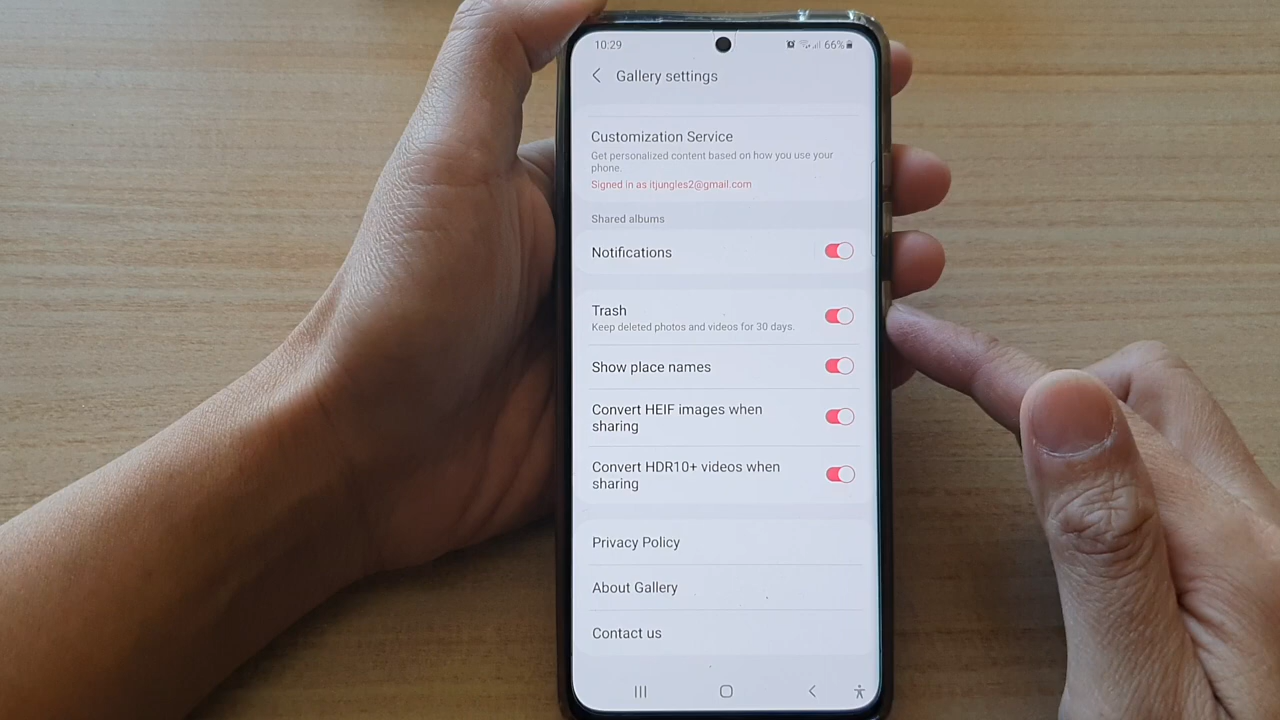 10:29
66%
Gallery settings
Customization Service
Get personalized content based on how you use your
phone.
Signed in as itjungles2@gmail.com
Shared albums
Notifications
Trash
Keep deleted photos and videos for 30 days.
Show place names
Convert HEIF images when
sharing
Convert HDR10+ videos when
sharing
Privacy Policy
About Gallery
Contact us